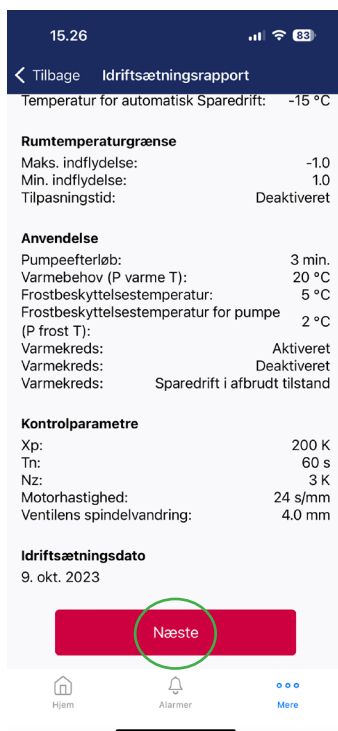 15.26
83
Tilbage Idriftsætningsrapport
Temperatur for automatisk Sparedrift: -15 °C
Rumtemperaturgrænse
Maks. indflydelse: -1.0
Min. indflydelse: 1.0
Tilpasningstid: Deaktiveret
Anvendelse
Pumpeefterløb: 3 min.
Varmebehov (P varme T): 20 °C
Frostbeskyttelsestemperatur: 5 °C
Frostbeskyttelsestemperatur for pumpe
(P frost T): 2 °C
Varmekreds: Aktiveret
Varmekreds: Deaktiveret
Varmekreds: Sparedrift i afbrudt tilstand
Kontrolparametre
Xp: 200 K
Tn: 60 s
Nz: 3 K
Motorhastighed: 24 s/mm
Ventilens spindelvandring: 4.0 mm
Idriftsætningsdato
9. okt. 2023
Næste
Hjem Alarmer Mere